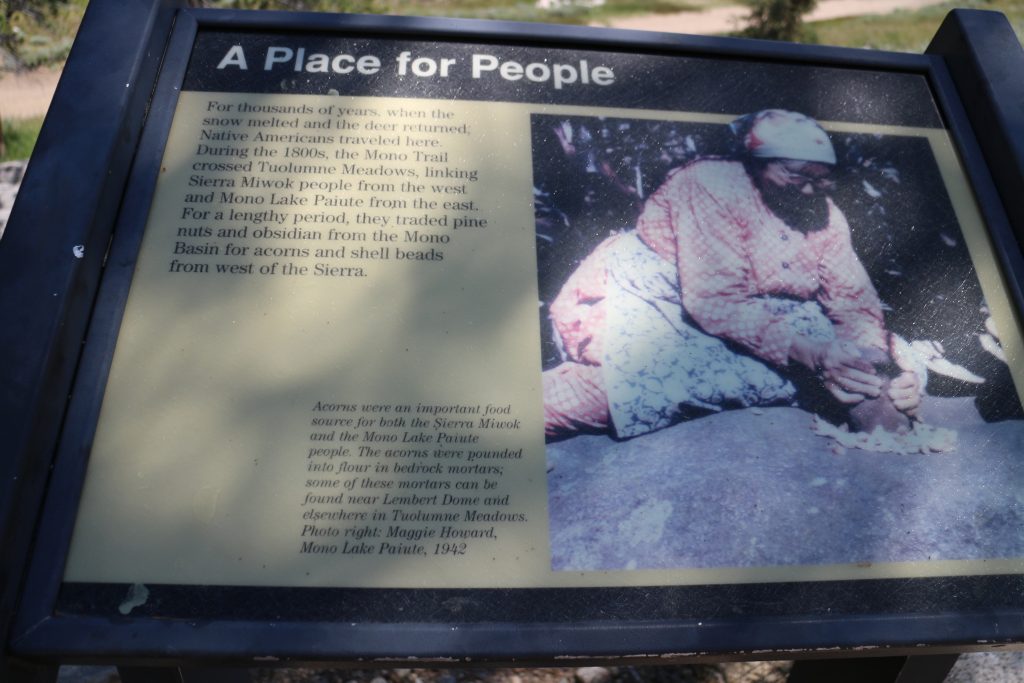 A Place for People
For thousands of years, when the
snow melted and the deer returned,
Native Americans traveled here.
During the 1800s, the Mono Trail
crossed Tuolumne Meadows, linking
Sierra Miwok people from the west
and Mono Lake Paiute from the east.
For a lengthy period, they traded pine
nuts and obsidian from the Mono
Basin for acorns and shell beads
from west of the Sierra.
Acorns were an important food
source for both the Sierra Miwok
and the Mono Lake Paiute
people. The acorns were pounded
into flour in bedrock mortars;
some of these mortars can be
found near Lembert Dome and
elsewhere in Tuolumne Meadows.
Photo right: Maggie Howard,
Mono Lake Paiute, 1942